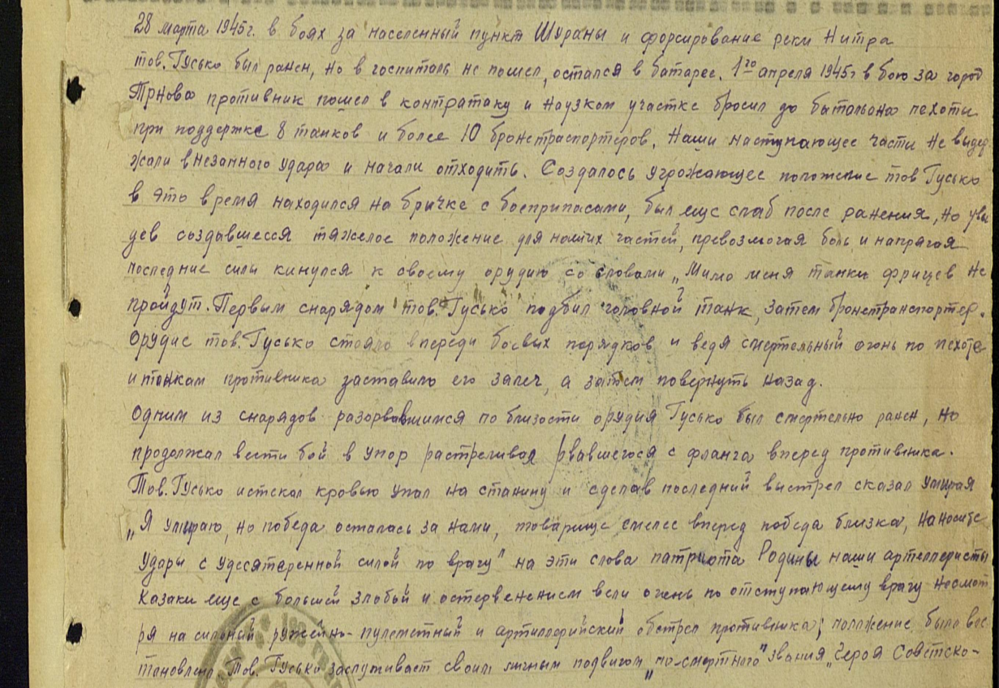 28 марта 1945г. в боях за населенный пункт Шураны и форсирование реки Нитра
тов. Гусько был ранен, но в госпиталь не пошел, остался в батарее. 1го апреля 1945г в бою за город
Трнова противник пошел в контратаку и наузком участке бросил до батальона пехоты
при поддержке 8 танков и более 10 бронетраспортеров. Наши наступающее части не выдер-
жали внезапного удара и начали отходить. Создалось угрожающее положение тов Гусько
в это время находился на бричке с боеприпасами, был еще слаб после ранения, но уви
дев создавшееся тяжелое положение для наших частей, превозмогая боль и напрягая
последние силы кинулся к своему орудию со словами „Мимо меня танки фрицев не
пройдут. Первым снарядом тов. Гусько подбил головной танк, затем бронетранспортер.
Орудие тов. Гусько стояло впереди боевых порядков и ведя смертельный огонь по пехоте
и танкам противника заставило его залеч, а затем повернуть назад.
Одним из снарядов разорвавшимся по близости орудия Гусько был смертельно ранен, но
продолжал вести бой в упор растреливая рвавшегося с фланга вперед противника.
Тов. Гусько истекая кровью упал на станину и сделав последний выстрел сказал умирая
„Я умираю, но победа осталась за нами, товарище смелее вперед победа близка, наносите
удары с удесятеренной силой по врагу" на эти слова патриота Родины наши артеллеристы
казаки еще с большей злобой и остервенением вели огонь по отступающему врагу несмот
ря на сильный ружейно-пулеметный и артиллерийский обстрел противника, положение было вос
тановлено. Тов. Гусько заслуживает своим личным подвигом „по-смертного" звания „Героя Советско-